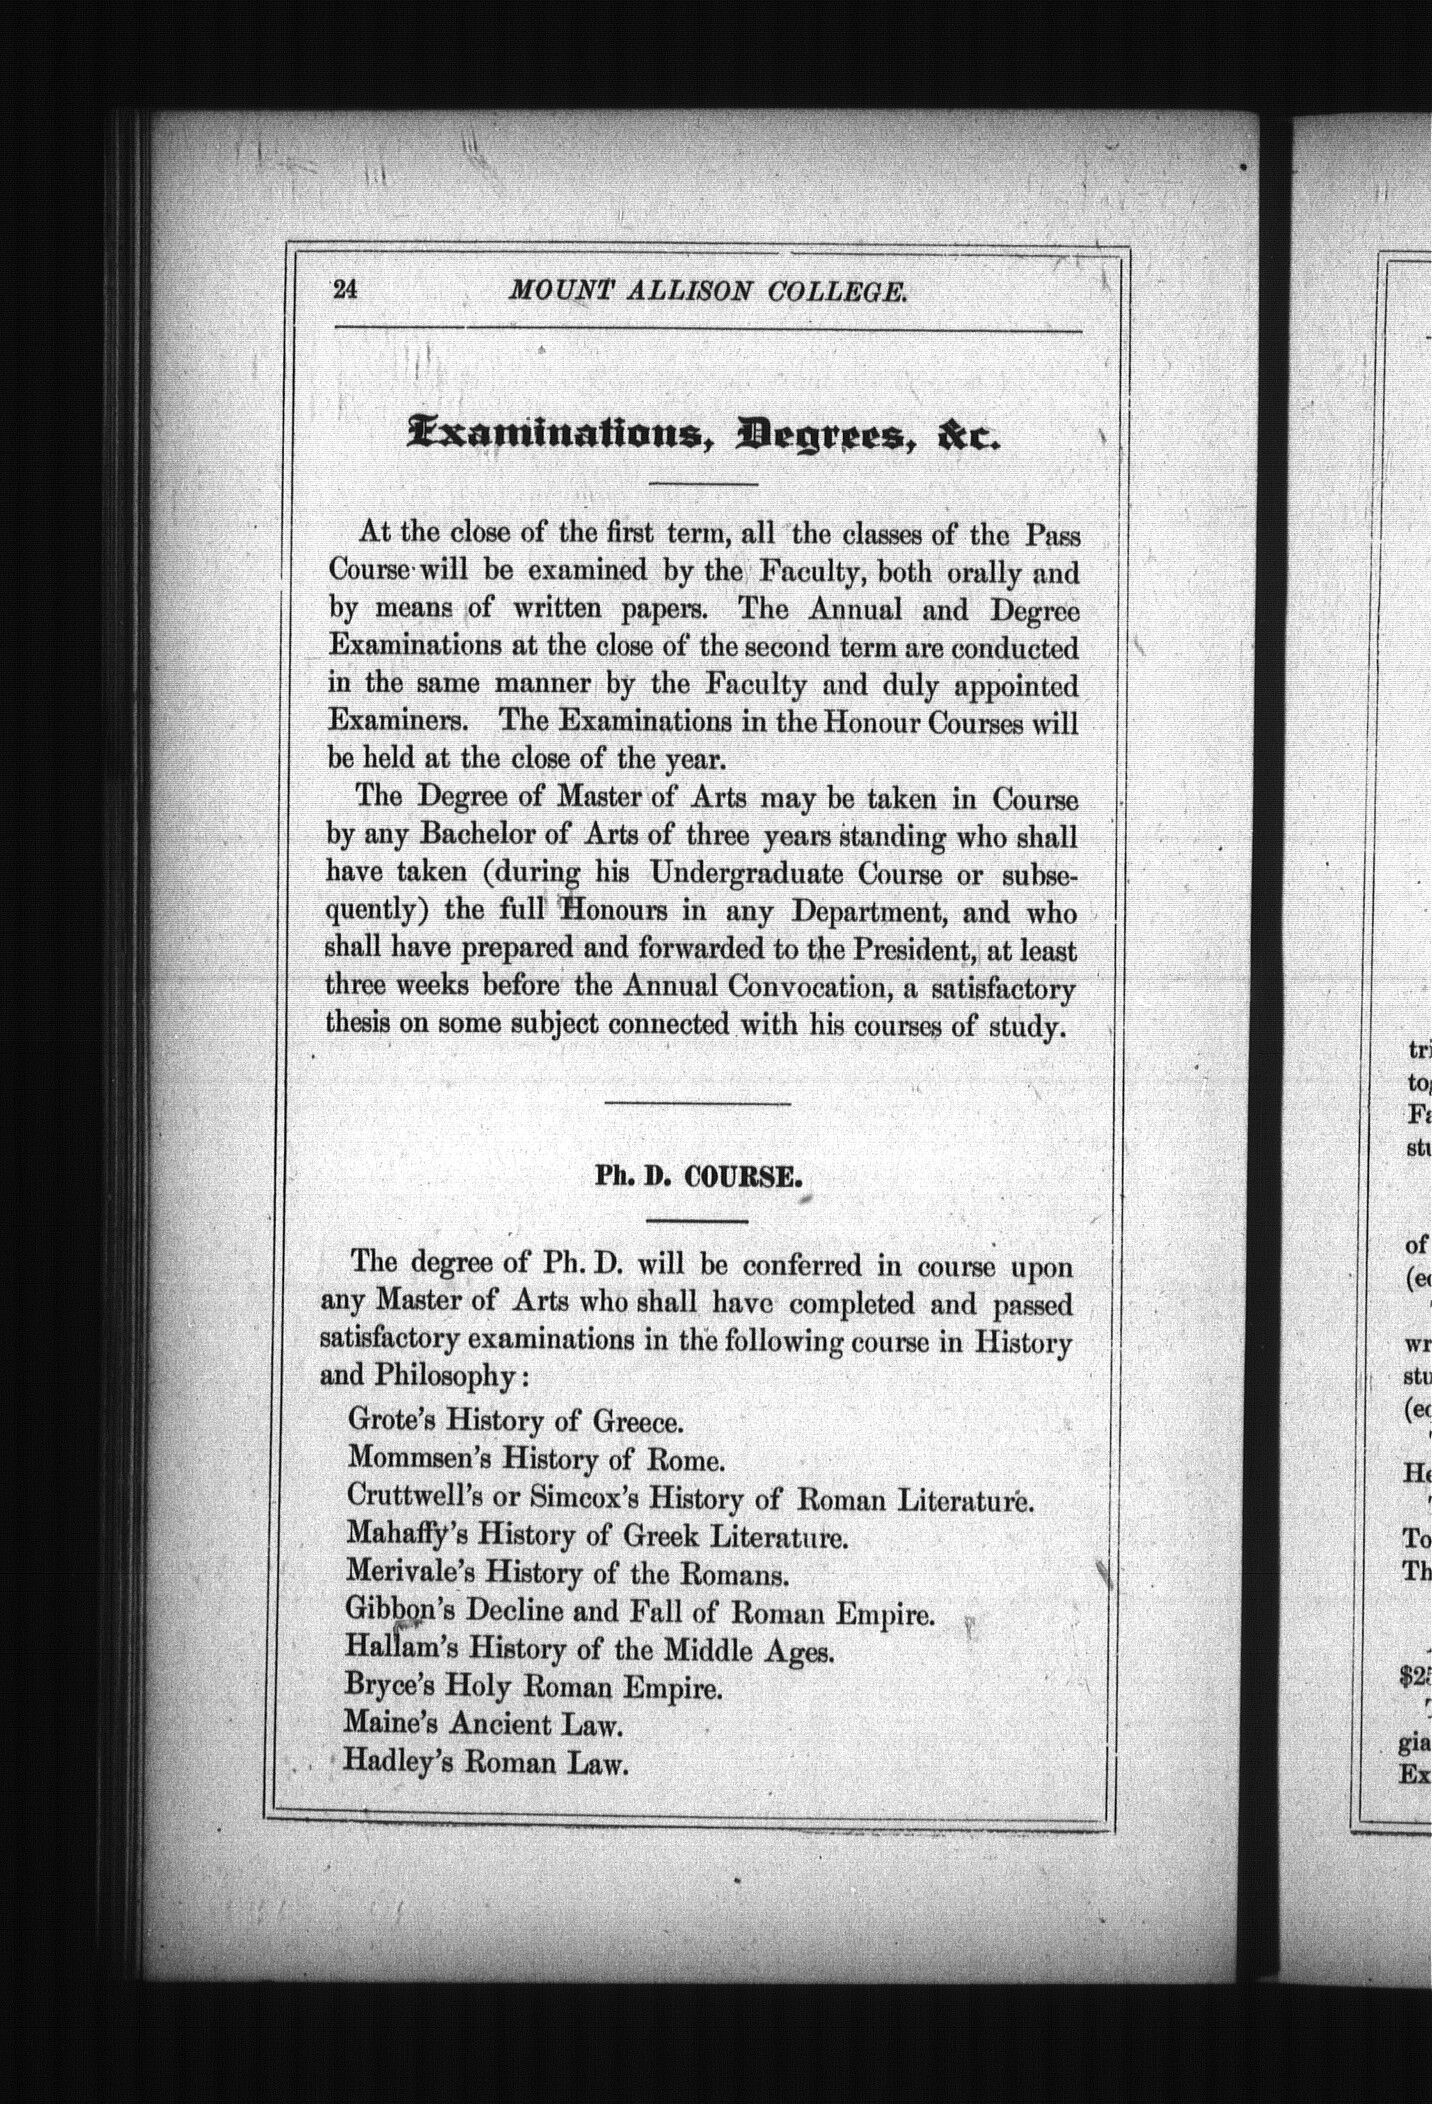 24 MOUNT ALLISON COLLEGE.
Examinations, Degrees, &c.
At the close of the first term, all the classes of the Pass
Course will be examined by the Faculty, both orally and
by means of written papers. The Annual and Degree
Examinations at the close of the second term are conducted
in the same manner by the Faculty and duly appointed
Examiners. The Examinations in the Honour Courses will
be held at the close of the year.
The Degree of Master of Arts may be taken in Course
by any Bachelor of Arts of three years standing who shall
have taken (during his Undergraduate Course or subse-
quently) the full Honours in any Department, and who
shall have prepared and forwarded to the President, at least
three weeks before the Annual Convocation, a satisfactory
thesis on some subject connected with his courses of study.
Ph. D. COURSE.
The degree of Ph. D. will be conferred in course upon
any Master of Arts who shall have completed and passed
satisfactory examinations in the following course in History
and Philosophy:
Grote's History of Greece.
Mommsen's History of Rome.
Cruttwell's or Simcox's History of Roman Literature.
Mahaffy's History of Greek Literature.
Merivale's History of the Romans.
Gibbon's Decline and Fall of Roman Empire.
Hallam's History of the Middle Ages.
Bryce's Holy Roman Empire.
Maine's Ancient Law.
Hadley's Roman Law.
of
To